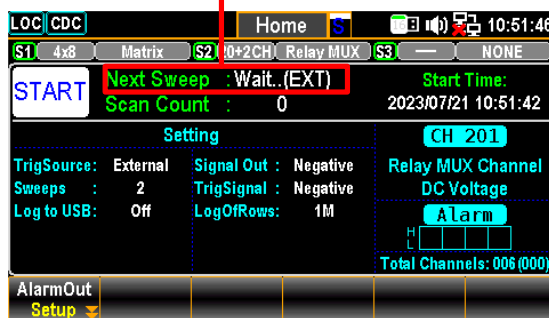 LOC CDC Home S 10:51:46
S1 4x8 Matrix S2 20+2CH Relay MUX S3 — NONE
START
Next Sweep : Wait..(EXT)
Scan Count : 0
Start Time:
2023/07/21 10:51:42
Setting
TrigSource: External Signal Out : Negative
Sweeps : 2 TrigSignal : Negative
Log to USB: Off LogOfRows: 1M
CH 201
Relay MUX Channel
DC Voltage
Alarm
H
L
Total Channels: 006 (000)
AlarmOut
Setup